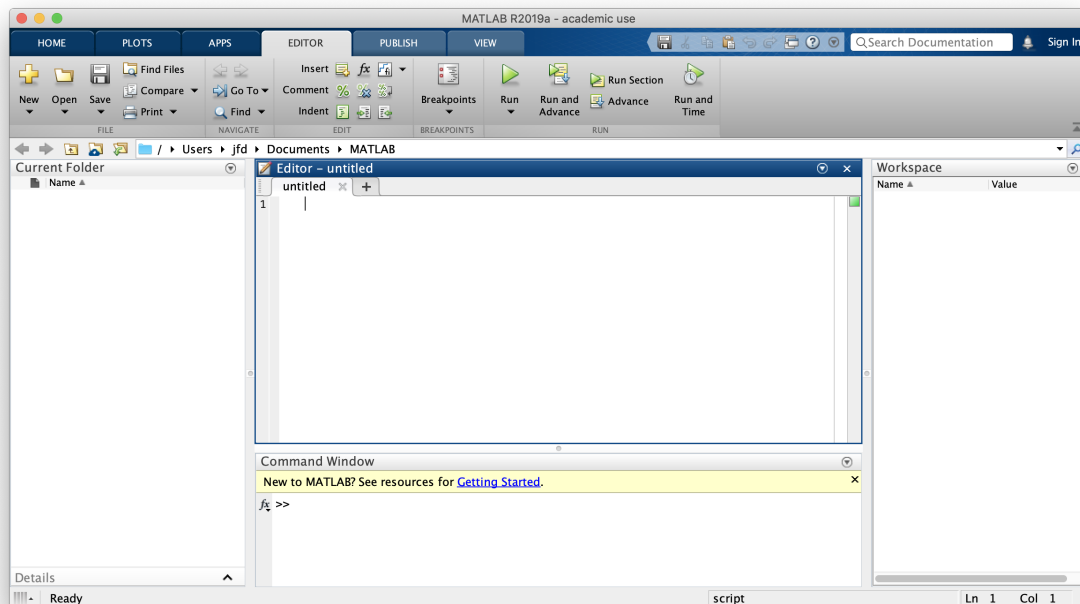 MATLAB R2019a - academic use
HOME PLOTS APPS EDITOR PUBLISH VIEW Search Documentation Sign In
Find Files Insert fx Run Section
Compare Go To Comment % Advance
New Open Save Print Find Indent Breakpoints Run Run and Advance Run and Time
FILE NAVIGATE EDIT BREAKPOINTS RUN
/ Users jfd Documents MATLAB
Current Folder
Name
Editor - untitled
untitled +
1
Workspace
Name Value
Command Window
New to MATLAB? See resources for Getting Started.
fx >>
Details
Ready script Ln 1 Col 1